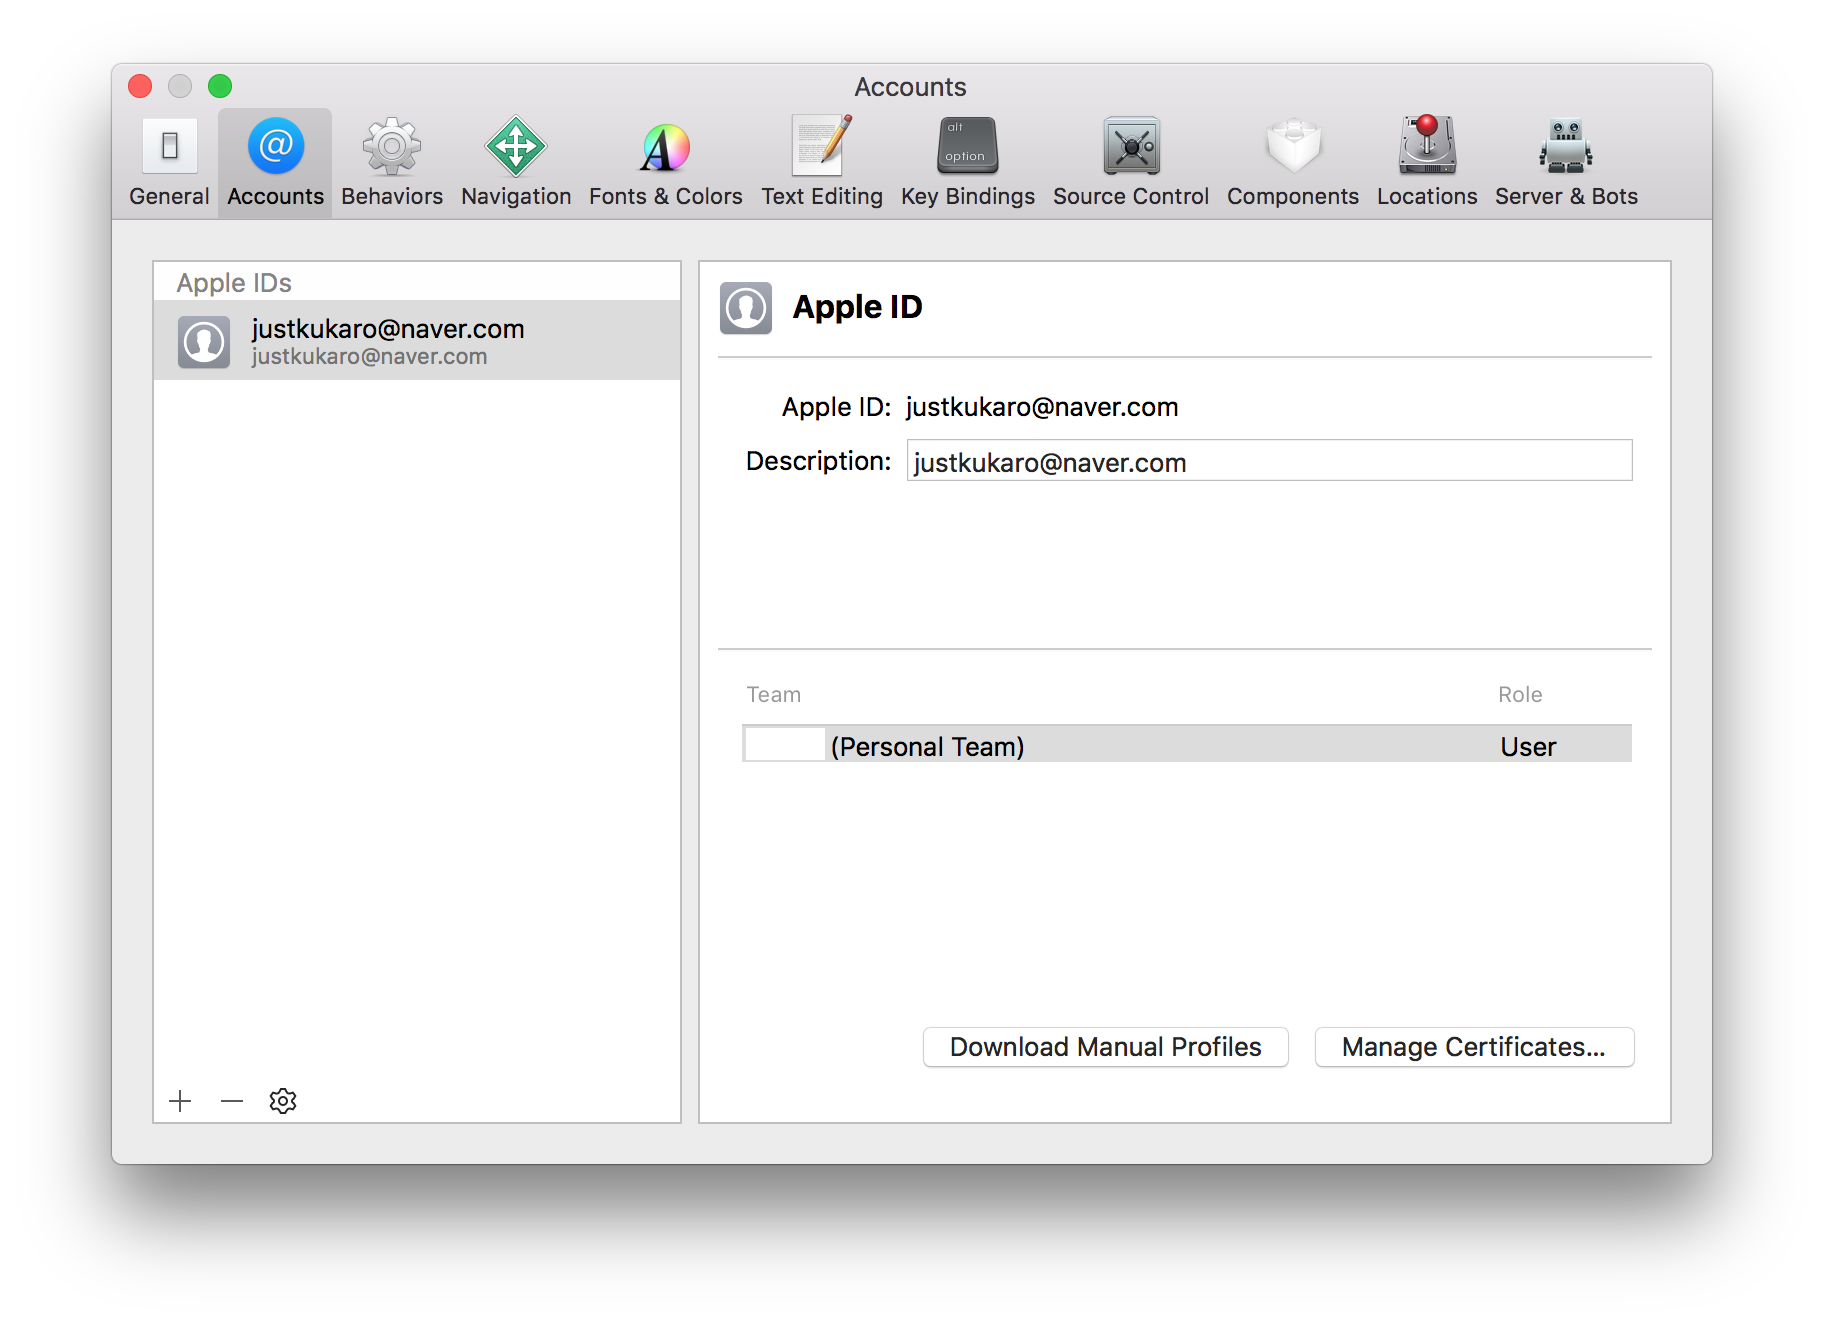 Accounts
General Accounts Behaviors Navigation Fonts & Colors Text Editing alt option Key Bindings Source Control Components Locations Server & Bots
Apple IDs
justkukaro@naver.com
justkukaro@naver.com
Apple ID
Apple ID: justkukaro@naver.com
Description: justkukaro@naver.com
Team Role
(Personal Team) User
Download Manual Profiles Manage Certificates...